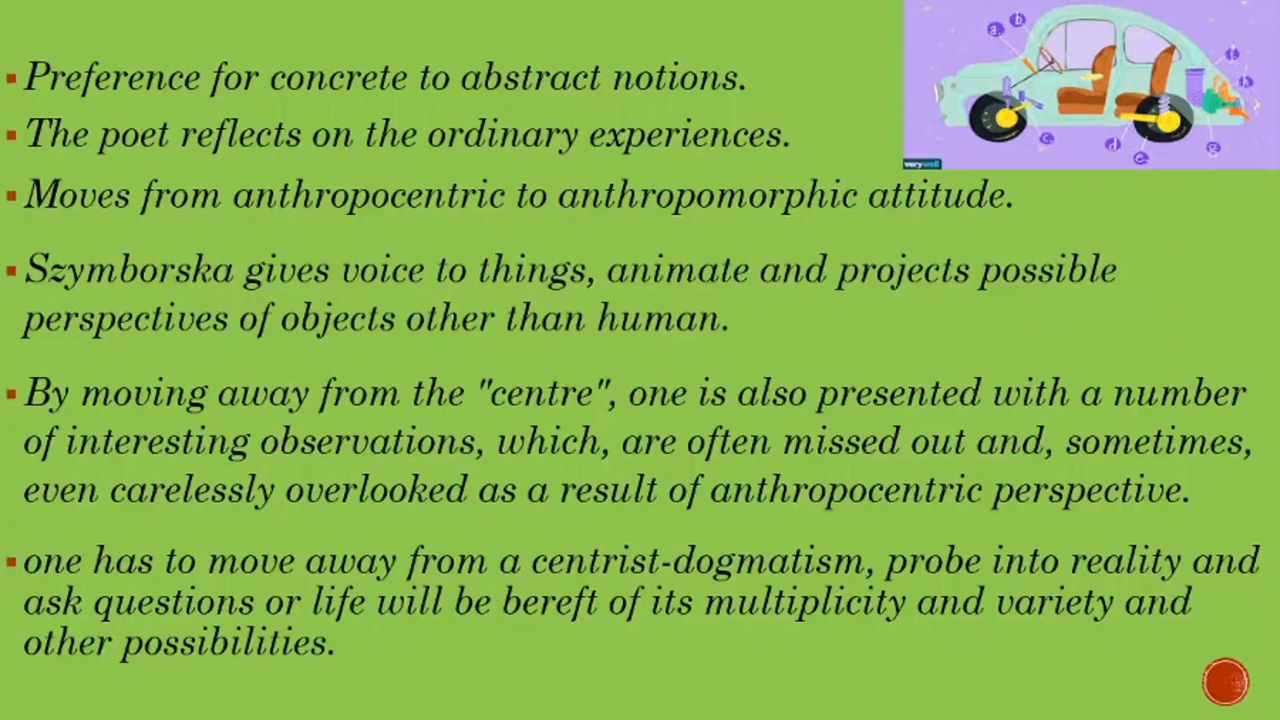 Preference for concrete to abstract notions.
The poet reflects on the ordinary experiences.
Moves from anthropocentric to anthropomorphic attitude.
Szymborska gives voice to things, animate and projects possible
perspectives of objects other than human.
By moving away from the "centre", one is also presented with a number
of interesting observations, which, are often missed out and, sometimes,
even carelessly overlooked as a result of anthropocentric perspective.
one has to move away from a centrist-dogmatism, probe into reality and
ask questions or life will be bereft of its multiplicity and variety and
other possibilities.
a.
b.
d
g
verywell